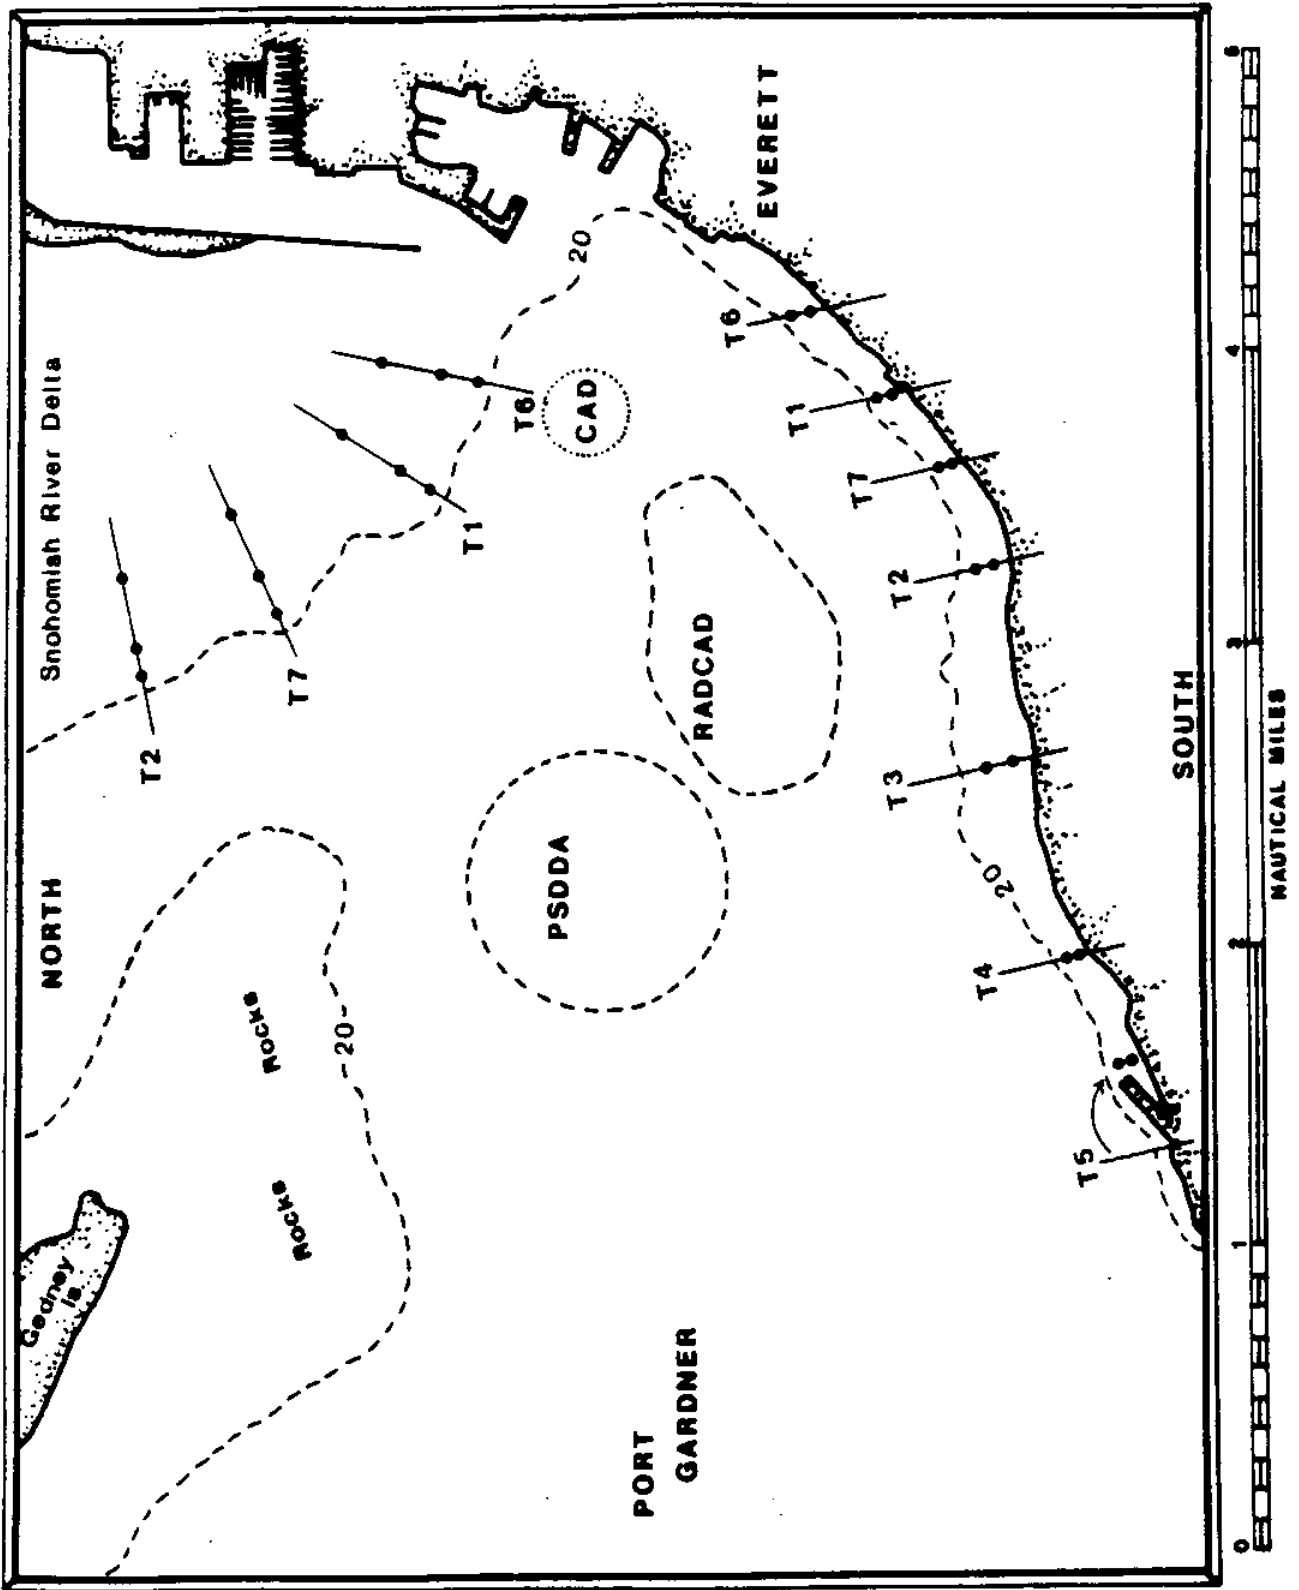 Gedney
Is.
NORTH
Snohomish River Delta
T2
Rocks
Rocks
T7
20
T1
T6
PSDDA
20
CAD
PORT
GARDNER
RADCAD
T6
EVERETT
T1
T7
T3
T2
T4
20
T5
SOUTH
0 1 2 3 4 5
NAUTICAL MILES